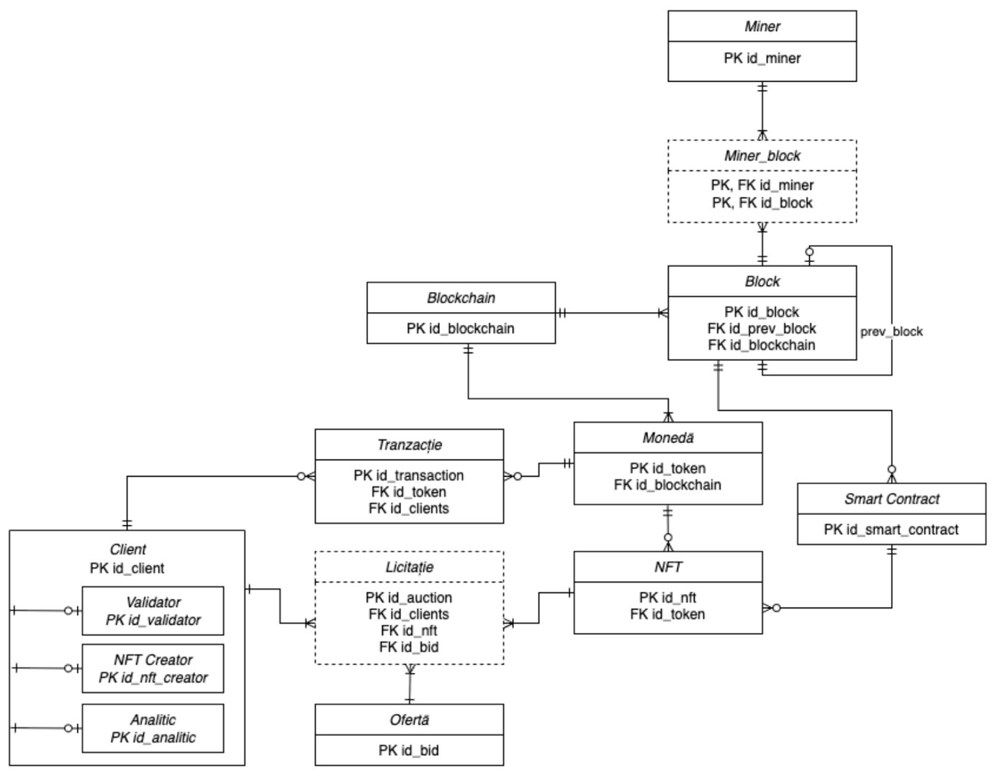 Miner
PK id_miner
Miner_block
PK, FK id_miner
PK, FK id_block
Block
PK id_block
FK id_prev_block
FK id_blockchain
prev_block
Blockchain
PK id_blockchain
Monedă
PK id_token
FK id_blockchain
Tranzacție
PK id_transaction
FK id_token
FK id_clients
Smart Contract
PK id_smart_contract
Client
PK id_client
Validator
PK id_validator
NFT Creator
PK id_nft_creator
Analitic
PK id_analitic
Licitație
PK id_auction
FK id_clients
FK id_nft
FK id_bid
NFT
PK id_nft
FK id_token
Ofertă
PK id_bid